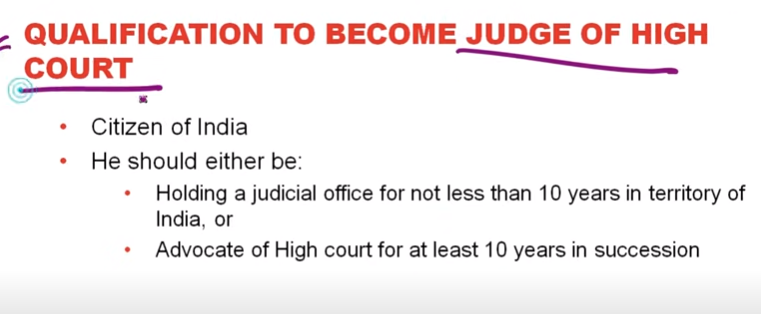 QUALIFICATION TO BECOME JUDGE OF HIGH
COURT
• Citizen of India
• He should either be:
• Holding a judicial office for not less than 10 years in territory of
India, or
• Advocate of High court for at least 10 years in succession